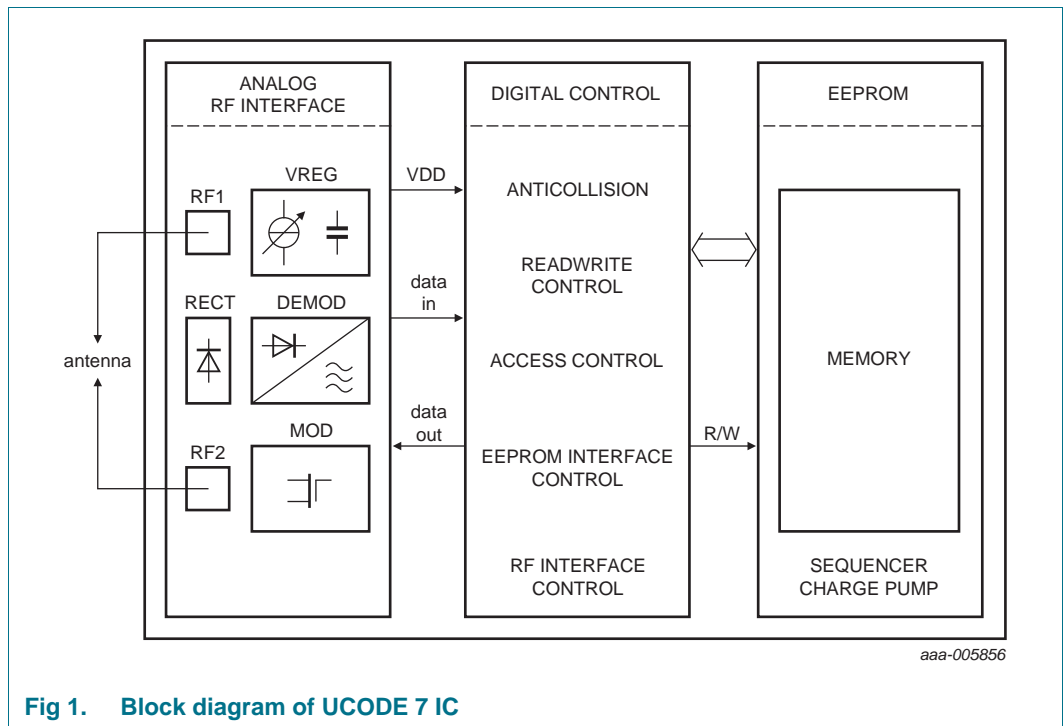 ANALOG
RF INTERFACE
DIGITAL CONTROL
EEPROM
VREG
RF1
VDD
ANTICOLLISION
READWRITE
CONTROL
data
in
RECT
DEMOD
antenna
ACCESS CONTROL
MEMORY
data
out
MOD
RF2
R/W
EEPROM INTERFACE
CONTROL
RF INTERFACE
CONTROL
SEQUENCER
CHARGE PUMP
aaa-005856
Fig 1. Block diagram of UCODE 7 IC